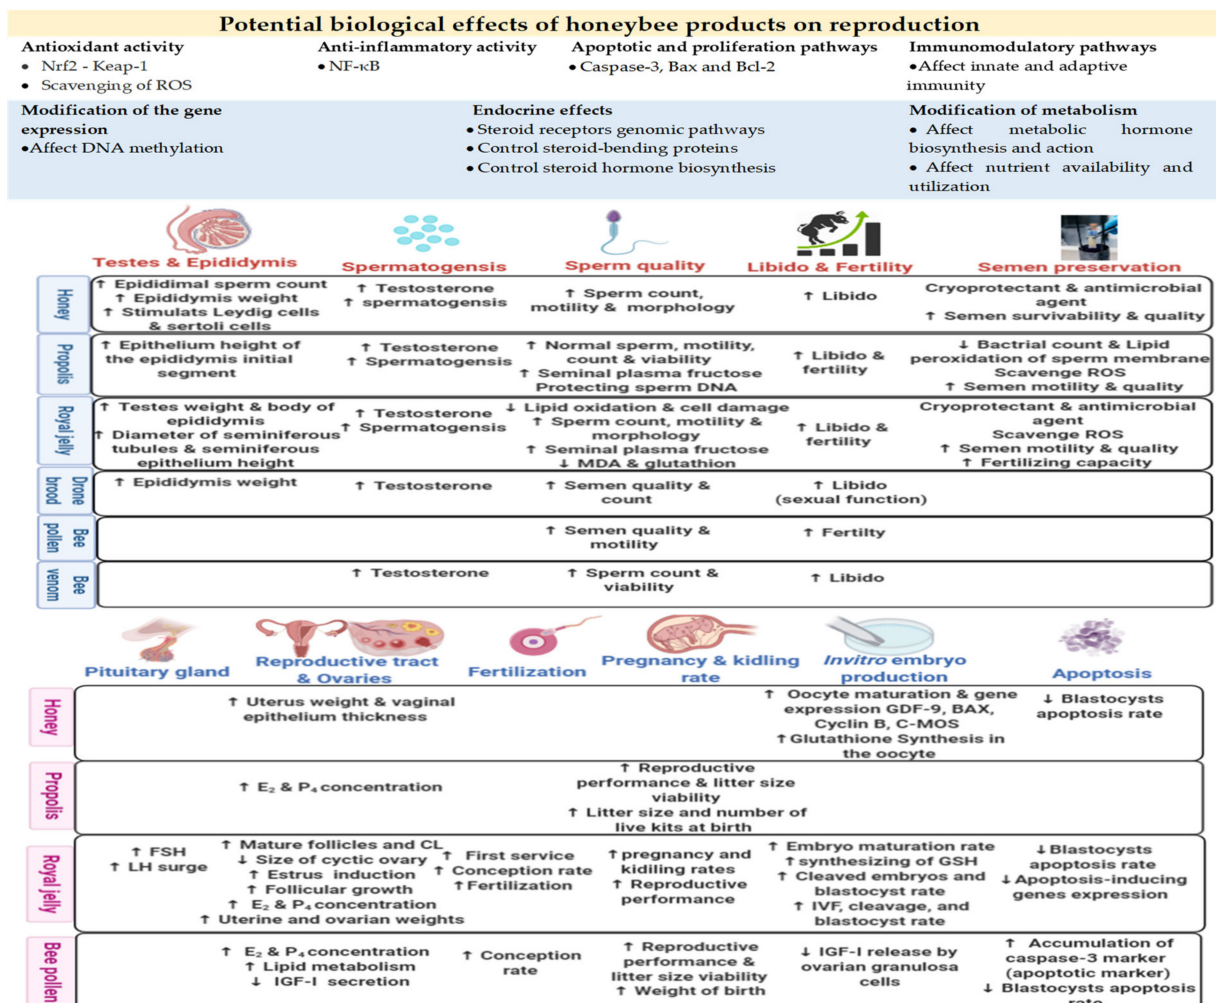 Potential biological effects of honeybee products on reproduction
Antioxidant activity
• Nrf2 - Keap-1
• Scavenging of ROS
Anti-inflammatory activity
• NF-κB
Apoptotic and proliferation pathways
• Caspase-3, Bax and Bcl-2
Immunomodulatory pathways
•Affect innate and adaptive
immunity
Modification of the gene
expression
•Affect DNA methylation
Endocrine effects
• Steroid receptors genomic pathways
• Control steroid-bending proteins
• Control steroid hormone biosynthesis
Modification of metabolism
• Affect metabolic hormone
biosynthesis and action
• Affect nutrient availability and
utilization
Testes & Epididymis
Spermatogensis
Sperm quality
Libido & Fertility
Semen preservation
Honey
↑ Epididimal sperm count
↑ Epididymis weight
↑ Stimulats Leydig cells
& sertoli cells
↑ Testosterone
↑ spermatogensis
↑ Sperm count,
motility & morphology
↑ Libido
Cryoprotectant & antimicrobial
agent
↑ Semen survivability & quality
Propolis
↑ Epithelium height of
the epididymis initial
segment
↑ Testosterone
↑ Spermatogensis
↑ Normal sperm, motility,
count & viability
↑ Seminal plasma fructose
Protecting sperm DNA
↑ Libido &
fertility
↓ Bactrial count & Lipid
peroxidation of sperm membrane
Scavenge ROS
↑ Semen motility & quality
Royal jelly
↑ Testes weight & body of
epididymis
↑ Diameter of seminiferous
tubules & seminiferous
epithelium height
↑ Testosterone
↑ Spermatogensis
↓ Lipid oxidation & cell damage
↑ Sperm count, motility &
morphology
↑ Seminal plasma fructose
↓ MDA & glutathion
↑ Libido &
fertility
Cryoprotectant & antimicrobial
agent
Scavenge ROS
↑ Semen motility & quality
↑ Fertilizing capacity
Drone
brood
↑ Epididymis weight
↑ Testosterone
↑ Semen quality &
count
↑ Libido
(sexual function)
Bee
pollen
↑ Semen quality &
motility
↑ Fertilty
Bee
venom
↑ Testosterone
↑ Sperm count &
viability
↑ Libido
Pituitary gland
Reproductive tract
& Ovaries
Fertilization
Pregnancy & kidling
rate
Invitro embryo
production
Apoptosis
Honey
↑ Uterus weight & vaginal
epithelium thickness
↑ Oocyte maturation & gene
expression GDF-9, BAX,
Cyclin B, C-MOS
↑ Glutathione Synthesis in
the oocyte
↓ Blastocysts
apoptosis rate
Propolis
↑ E₂ & P₄ concentration
↑ Reproductive
performance & litter size
viability
↑ Litter size and number of
live kits at birth
Royal jelly
↑ FSH
↑ LH surge
↑ Mature follicles and CL
↓ Size of cyctic ovary
↑ Estrus induction
↑ Follicular growth
↑ E₂ & P₄ concentration
↑ Uterine and ovarian weights
↑ First service
↑ Conception rate
↑ Fertilization
↑ pregnancy and
kidiling rates
↑ Reproductive
performance
↑ Embryo maturation rate
↑ synthesizing of GSH
↑ Cleaved embryos and
blastocyst rate
↑ IVF, cleavage, and
blastocyst rate
↓ Blastocysts
apoptosis rate
↓ Apoptosis-inducing
genes expression
Bee pollen
↑ E₂ & P₄ concentration
↑ Lipid metabolism
↓ IGF-I secretion
↑ Conception
rate
↑ Reproductive
performance &
litter size viability
↑ Weight of birth
↓ IGF-I release by
ovarian granulosa
cells
↑ Accumulation of
caspase-3 marker
(apoptotic marker)
↓ Blastocysts apoptosis
rate